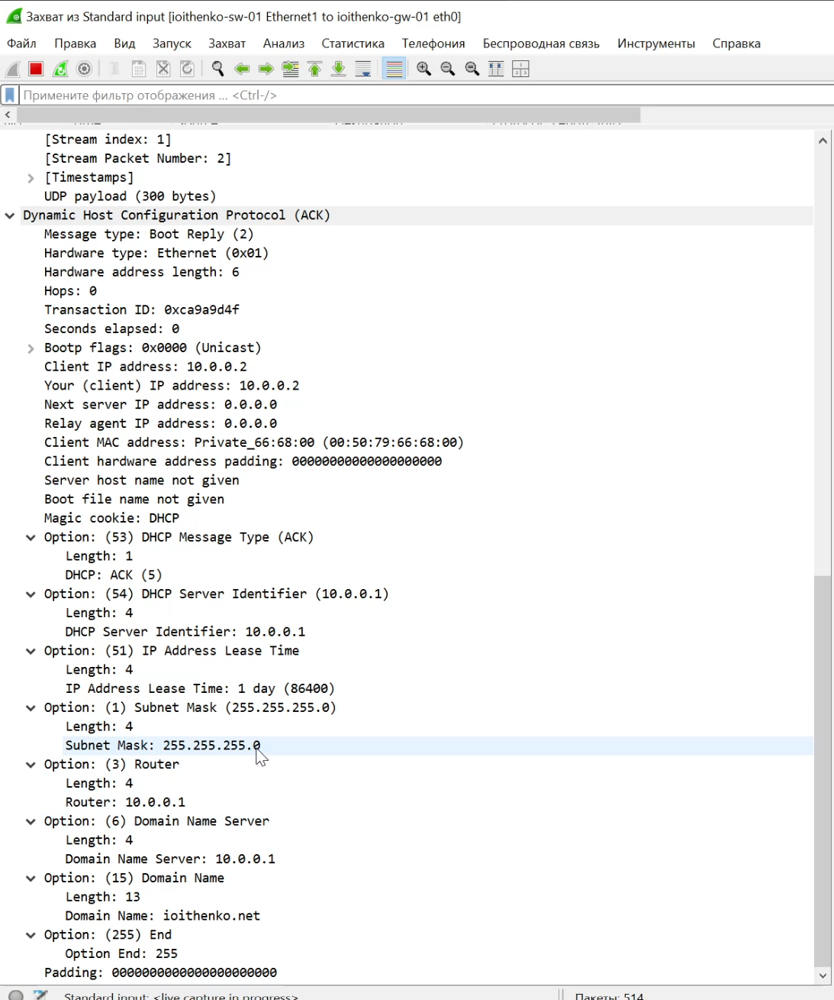 Захват из Standard input [ioithenko-sw-01 Ethernet1 to ioithenko-gw-01 eth0]
Файл Правка Вид Запуск Захват Анализ Статистика Телефония Беспроводная связь Инструменты Справка
Примените фильтр отображения ... <Ctrl-/>
[Stream index: 1]
[Stream Packet Number: 2]
[Timestamps]
UDP payload (300 bytes)
Dynamic Host Configuration Protocol (ACK)
Message type: Boot Reply (2)
Hardware type: Ethernet (0x01)
Hardware address length: 6
Hops: 0
Transaction ID: 0xca9a9d4f
Seconds elapsed: 0
Bootp flags: 0x0000 (Unicast)
Client IP address: 10.0.0.2
Your (client) IP address: 10.0.0.2
Next server IP address: 0.0.0.0
Relay agent IP address: 0.0.0.0
Client MAC address: Private_66:68:00 (00:50:79:66:68:00)
Client hardware address padding: 00000000000000000000
Server host name not given
Boot file name not given
Magic cookie: DHCP
Option: (53) DHCP Message Type (ACK)
Length: 1
DHCP: ACK (5)
Option: (54) DHCP Server Identifier (10.0.0.1)
Length: 4
DHCP Server Identifier: 10.0.0.1
Option: (51) IP Address Lease Time
Length: 4
IP Address Lease Time: 1 day (86400)
Option: (1) Subnet Mask (255.255.255.0)
Length: 4
Subnet Mask: 255.255.255.0
Option: (3) Router
Length: 4
Router: 10.0.0.1
Option: (6) Domain Name Server
Length: 4
Domain Name Server: 10.0.0.1
Option: (15) Domain Name
Length: 13
Domain Name: ioithenko.net
Option: (255) End
Option End: 255
Padding: 0000000000000000000000
Standard input: <live capture in progress>
Пакеты: 514